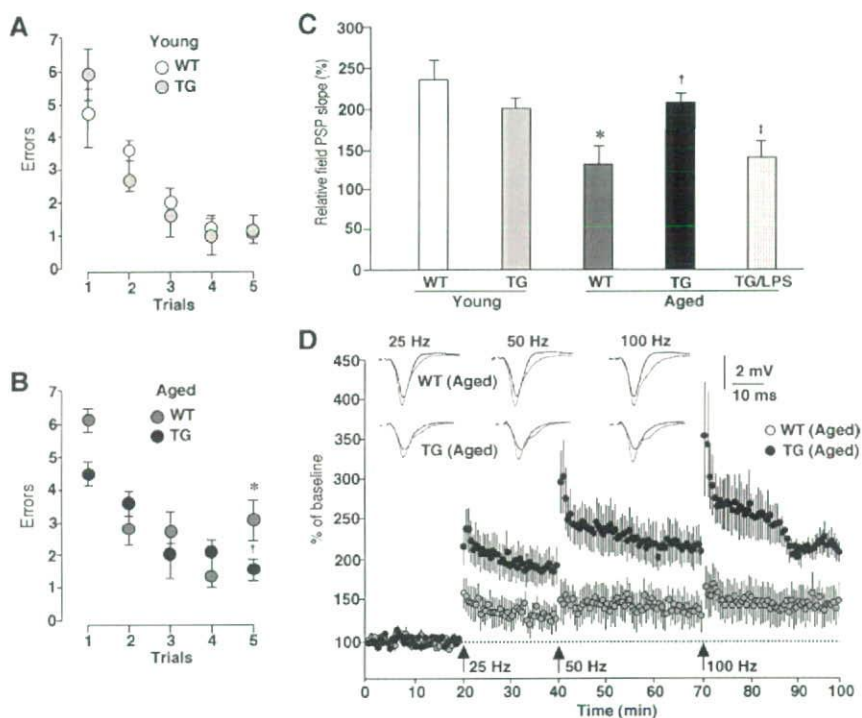 A
Young
WT
TG
Errors
7
6
5
4
3
2
1
0
1 2 3 4 5
Trials
B
Aged
WT
TG
Errors
7
6
5
4
3
2
1
0
*
†
1 2 3 4 5
Trials
C
Relative field PSP slope (%)
300
250
200
150
100
50
0
*
†
‡
WT TG WT TG TG/LPS
Young Aged
D
25 Hz 50 Hz 100 Hz
WT (Aged)
TG (Aged)
2 mV
10 ms
WT (Aged)
TG (Aged)
% of baseline
450
400
350
300
250
200
150
100
25 Hz 50 Hz 100 Hz
0 10 20 30 40 50 60 70 80 90 100
Time (min)